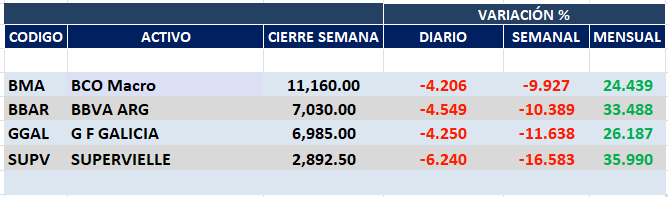 VARIACIÓN %
CODIGO ACTIVO CIERRE SEMANA DIARIO SEMANAL MENSUAL
BMA BCO Macro 11,160.00 -4.206 -9.927 24.439
BBAR BBVA ARG 7,030.00 -4.549 -10.389 33.488
GGAL G F GALICIA 6,985.00 -4.250 -11.638 26.187
SUPV SUPERVIELLE 2,892.50 -6.240 -16.583 35.990